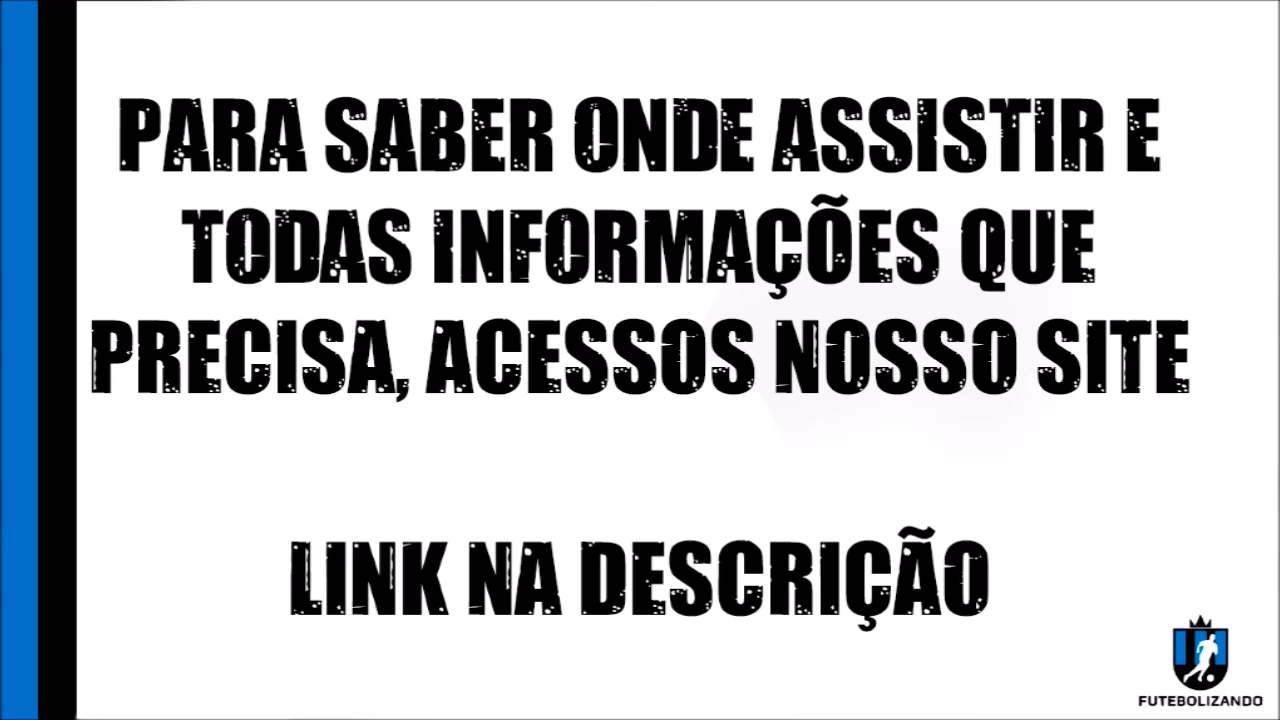 PARA SABER ONDE ASSISTIR E
TODAS INFORMAÇÕES QUE
PRECISA, ACESSOS NOSSO SITE
LINK NA DESCRIÇÃO
FUTEBOLIZANDO